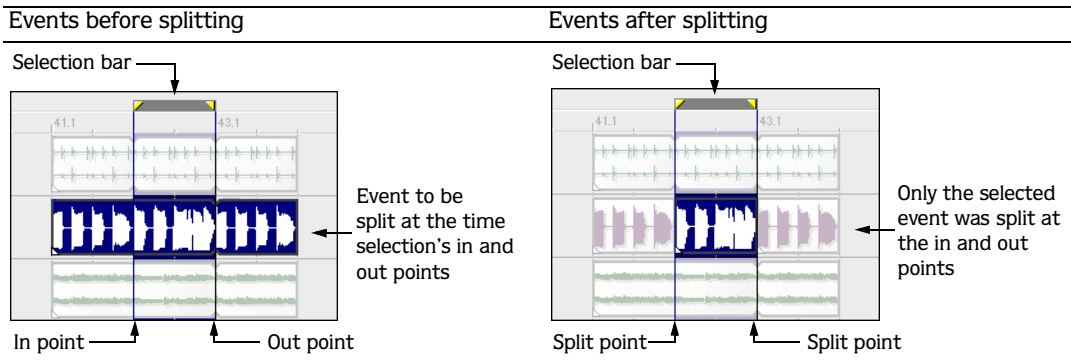 Events before splitting
Selection bar
41.1
43.1
Event to be
split at the time
selection's in and
out points
In point
Out point
Events after splitting
Selection bar
41.1
43.1
Only the selected
event was split at
the in and out
points
Split point
Split point